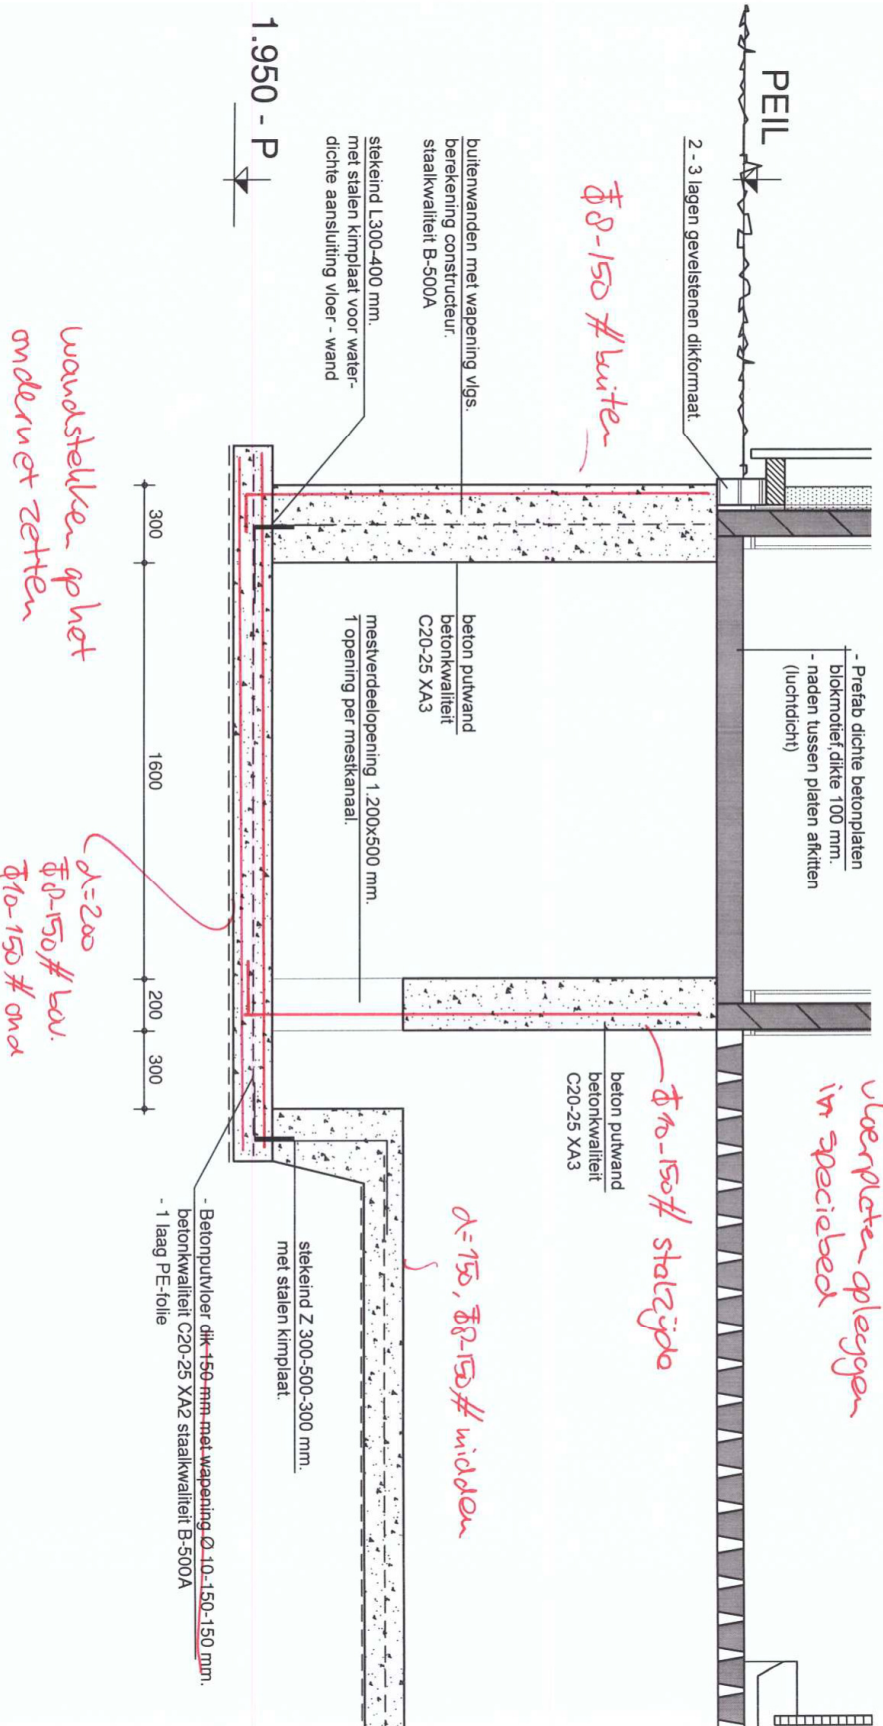 PEIL
2 - 3 lagen gevelstenen dikformaat.
ø8-150 # buiten
buitenwanden met wapening vlgs.
berekening constructeur.
staalkwaliteit B-500A
stekeind L300-400 mm.
met stalen kimplaat voor water-
dichte aansluiting vloer - wand
1.950 - P
wandstekken op het
ondernet zetten
- Prefab dichte betonplaten
blokmotief,dikte 100 mm.
- naden tussen platen afkitten
(luchtdicht)
beton putwand
betonkwaliteit
C20-25 XA3
mestverdeelopening 1.200x500 mm.
1 opening per mestkanaal.
300
1600
200
300
d=200
ø8-150 # bov.
ø10-150 # ond
vloerplaten opleggen
in speciebed
ø10-150 # stalzijde
beton putwand
betonkwaliteit
C20-25 XA3
d=150, ø8-150 # midden
stekeind Z 300-500-300 mm.
met stalen kimplaat.
- Betonputvloer dik 150 mm met wapening Ø 10-150-150 mm.
betonkwaliteit C20-25 XA2 staalkwaliteit B-500A
- 1 laag PE-folie